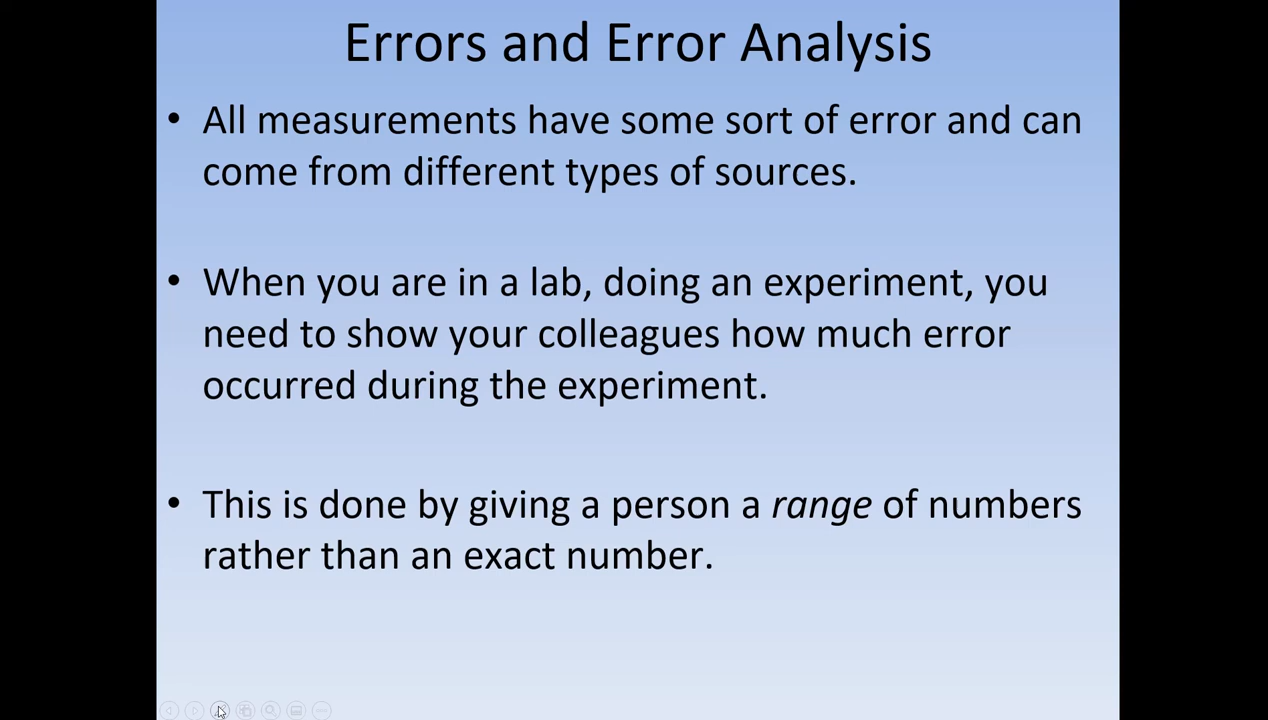 Errors and Error Analysis
• All measurements have some sort of error and can
come from different types of sources.
• When you are in a lab, doing an experiment, you
need to show your colleagues how much error
occurred during the experiment.
• This is done by giving a person a range of numbers
rather than an exact number.